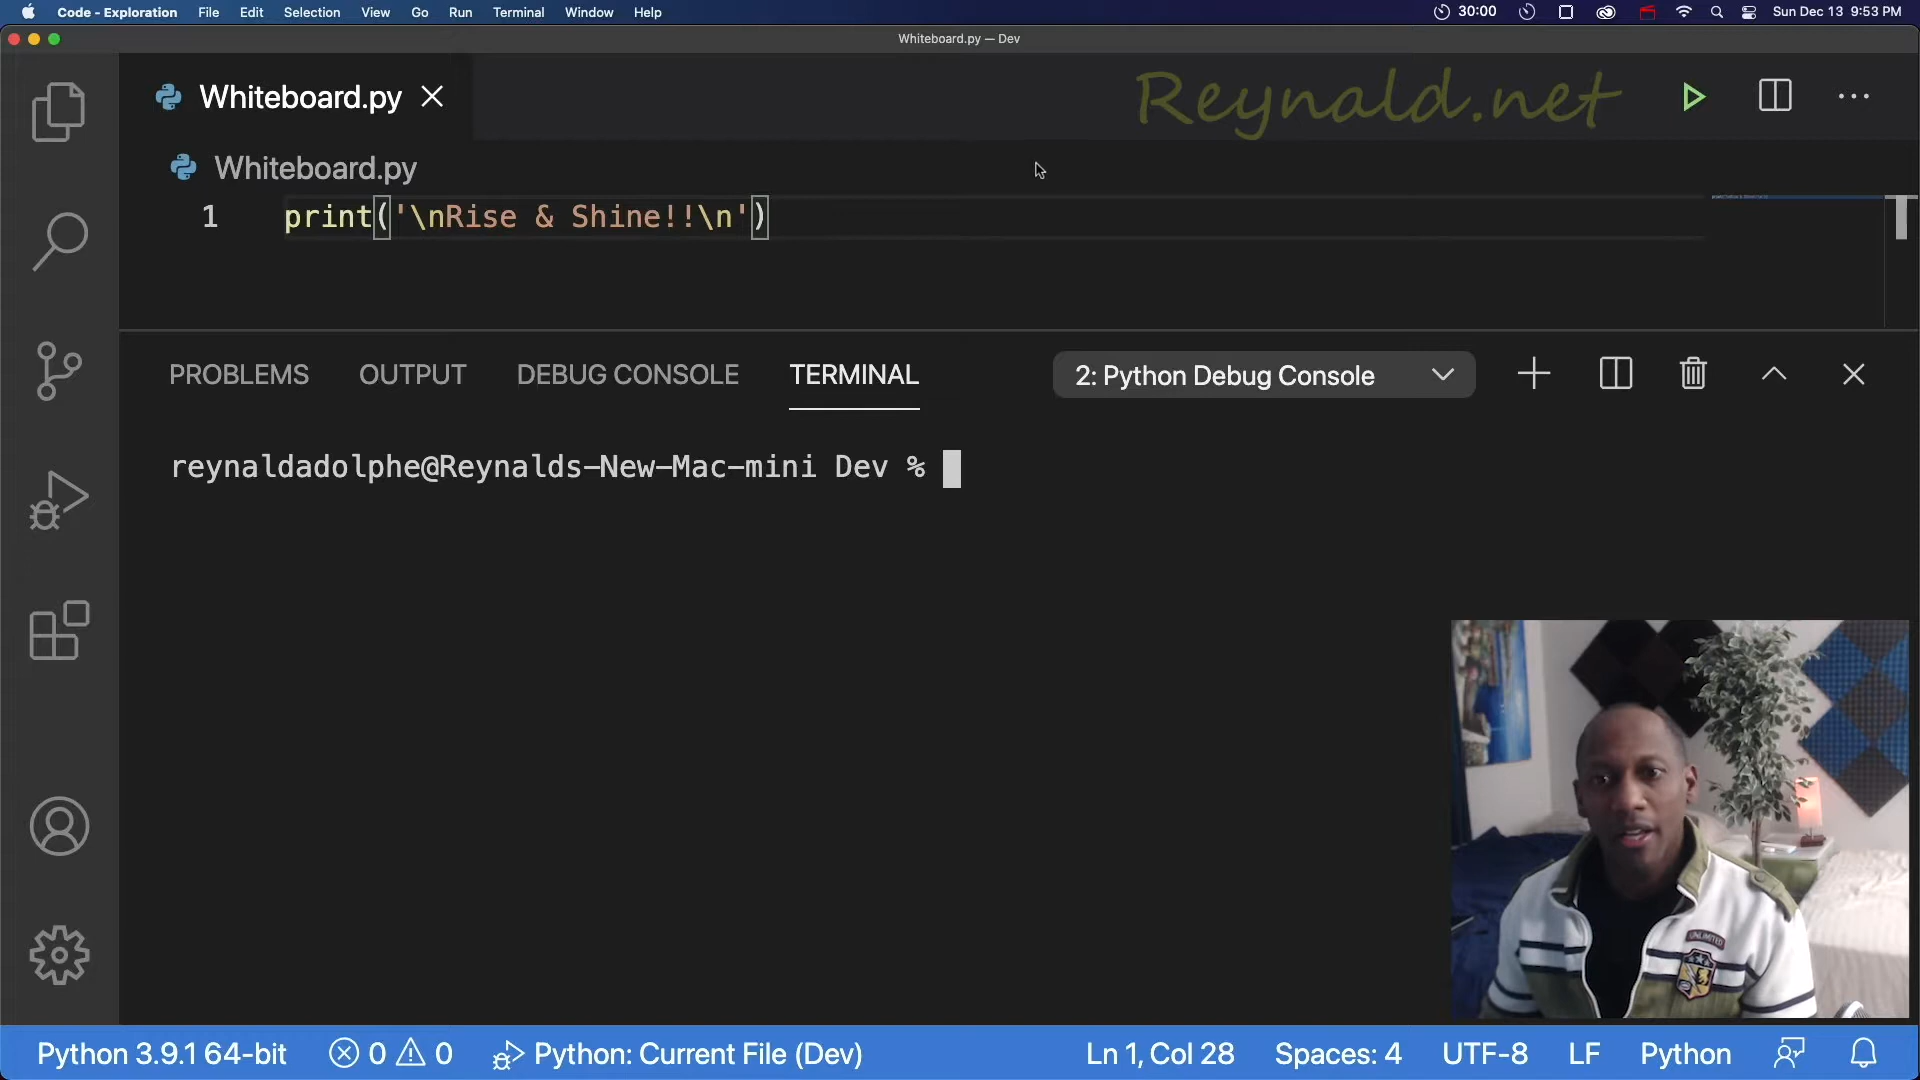 Code - Exploration File Edit Selection View Go Run Terminal Window Help 30:00 Sun Dec 13 9:53 PM
Whiteboard.py — Dev
Whiteboard.py Reynald.net
Whiteboard.py
1 print('\nRise & Shine!!\n')
PROBLEMS OUTPUT DEBUG CONSOLE TERMINAL 2: Python Debug Console
reynaldadolphe@Reynalds-New-Mac-mini Dev %
UNLIMITED
Python 3.9.1 64-bit 0 0 Python: Current File (Dev) Ln 1, Col 28 Spaces: 4 UTF-8 LF Python